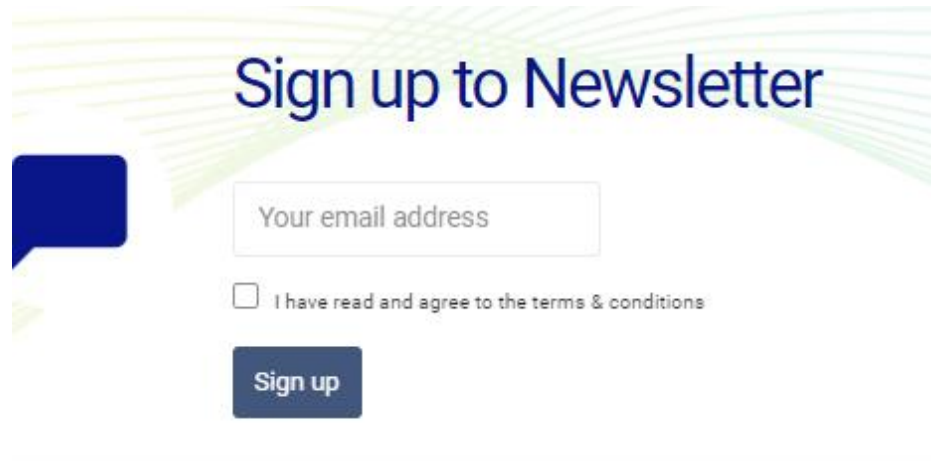 Sign up to Newsletter
Your email address
I have read and agree to the terms & conditions
Sign up